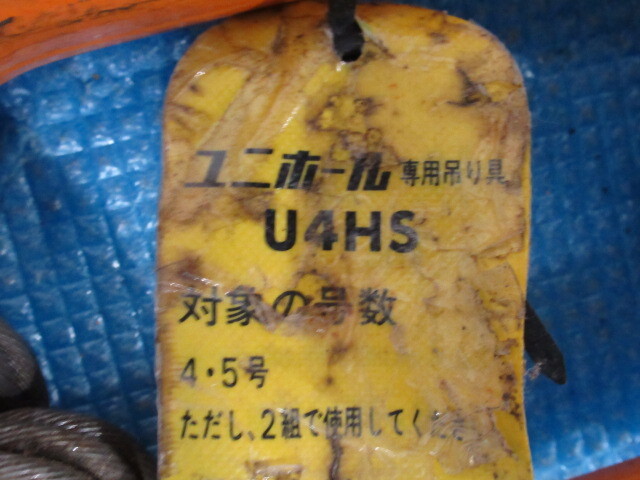 ユニホール 専用吊り具
U4HS
対象の号数
4・5号
ただし、2組で使用してくださ